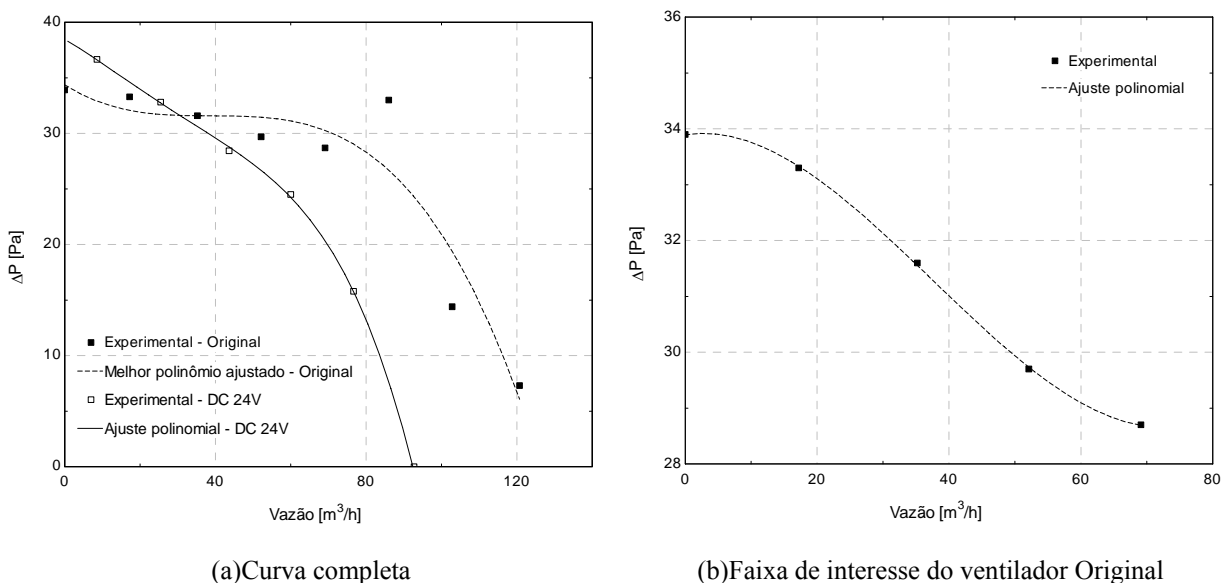 40
30
20
10
0
ΔP [Pa]
Experimental - Original
Melhor polinômio ajustado - Original
Experimental - DC 24V
Ajuste polinomial - DC 24V
0 40 80 120
Vazão [m³/h]
(a)Curva completa
36
34
32
30
28
ΔP [Pa]
Experimental
Ajuste polinomial
0 20 40 60 80
Vazão [m³/h]
(b)Faixa de interesse do ventilador Original